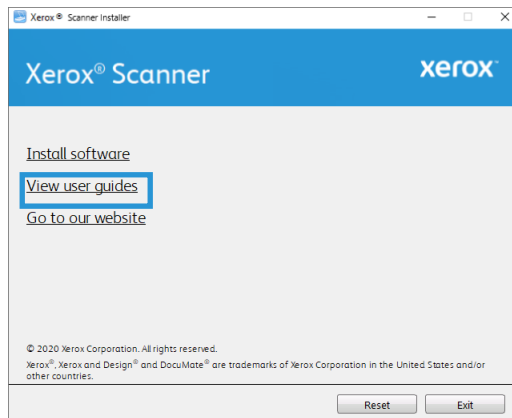 Xerox® Scanner Installer
Xerox® Scanner
xerox™
Install software
View user guides
Go to our website
© 2020 Xerox Corporation. All rights reserved.
Xerox®, Xerox and Design® and DocuMate® are trademarks of Xerox Corporation in the United States and/or
other countries.
Reset Exit